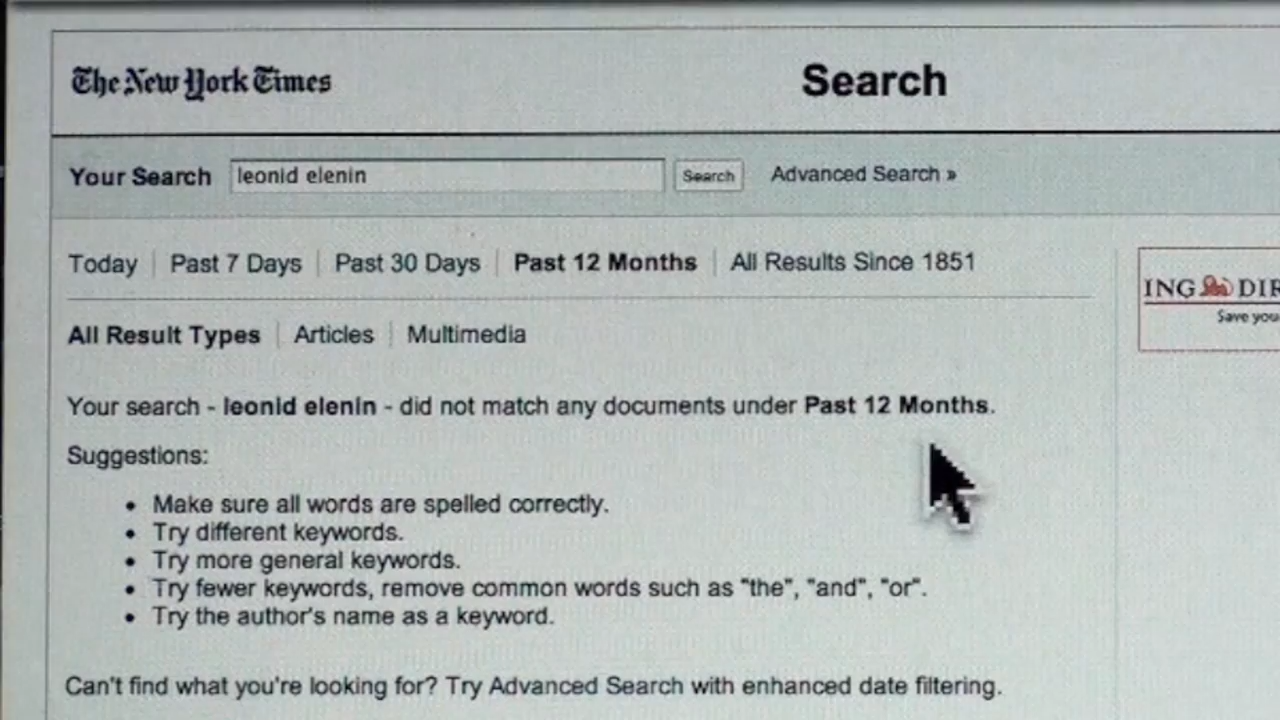 The New York Times
Search
Your Search leonid elenin Search Advanced Search »
Today Past 7 Days Past 30 Days Past 12 Months All Results Since 1851
ING DIR
Save you
All Result Types Articles Multimedia
Your search - leonid elenin - did not match any documents under Past 12 Months.
Suggestions:
• Make sure all words are spelled correctly.
• Try different keywords.
• Try more general keywords.
• Try fewer keywords, remove common words such as "the", "and", "or".
• Try the author's name as a keyword.
Can't find what you're looking for? Try Advanced Search with enhanced date filtering.